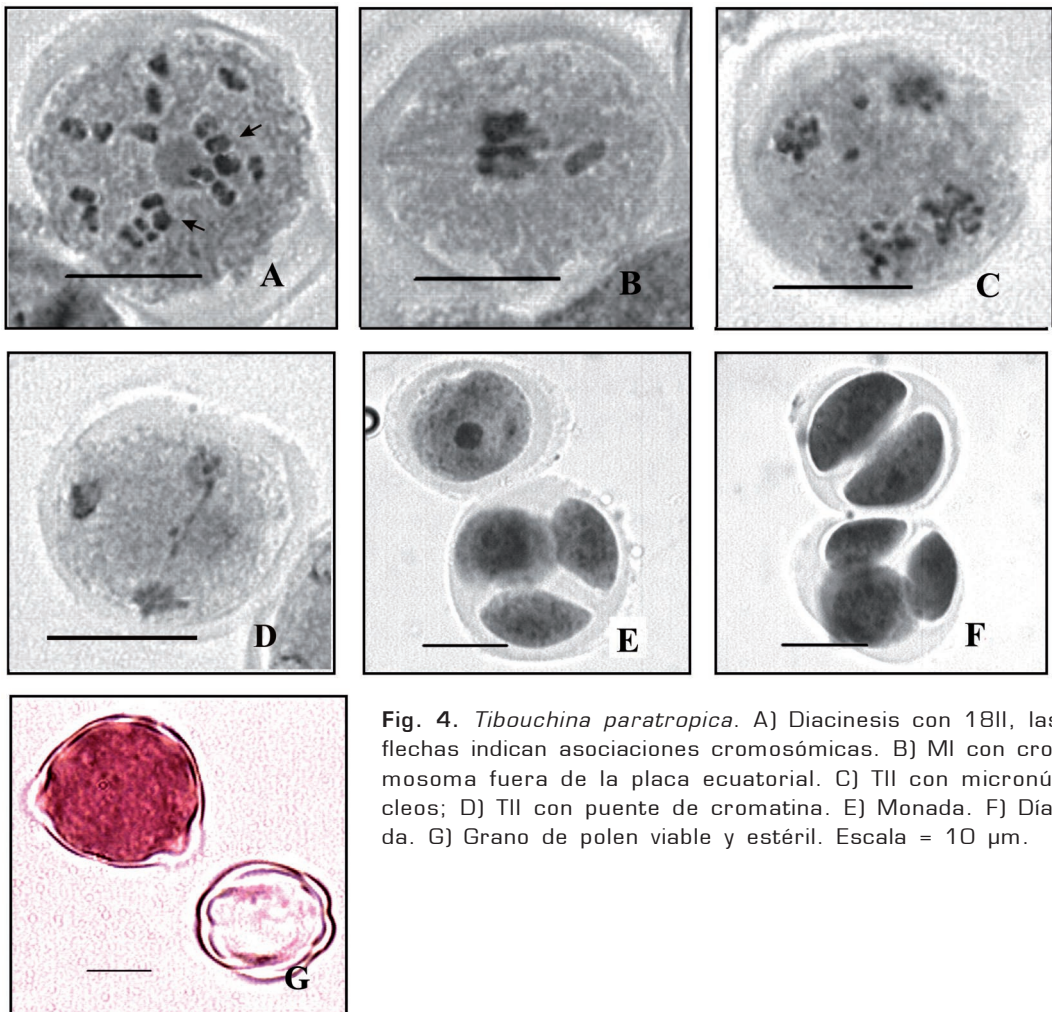 A
B
C
D
E
F
G
Fig. 4. Tibouchina paratropica. A) Diacinesis con 18II, las
flechas indican asociaciones cromosómicas. B) MI con cro-
mosoma fuera de la placa ecuatorial. C) TII con micronú-
cleos; D) TII con puente de cromatina. E) Monada. F) Día-
da. G) Grano de polen viable y estéril. Escala = 10 µm.